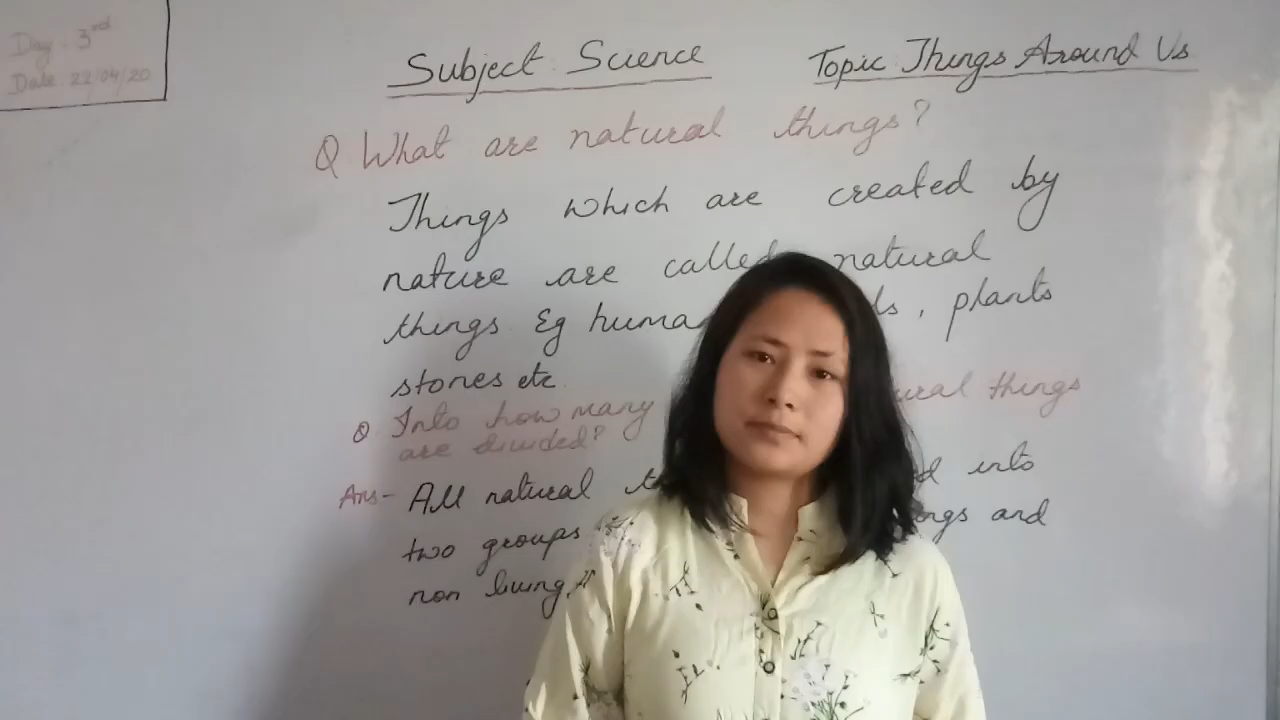 Day : 3rd
Date: 22/04/20
Subject: Science Topic Things Around Us
Q What are natural things?
Things which are created by
nature are called natural
things Eg human , plants
stones etc
Q Into how many things
are divided?
Ans- All natural into
two groups and
non living